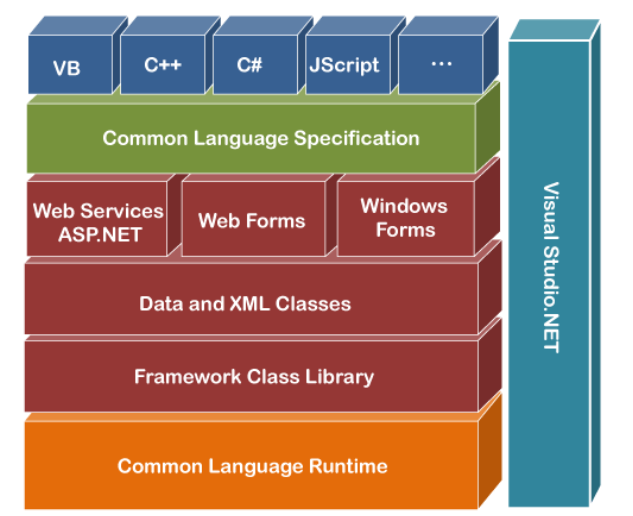 VB
C++
C#
JScript
...
Common Language Specification
Web Services
ASP.NET
Web Forms
Windows
Forms
Data and XML Classes
Framework Class Library
Common Language Runtime
Visual Studio.NET